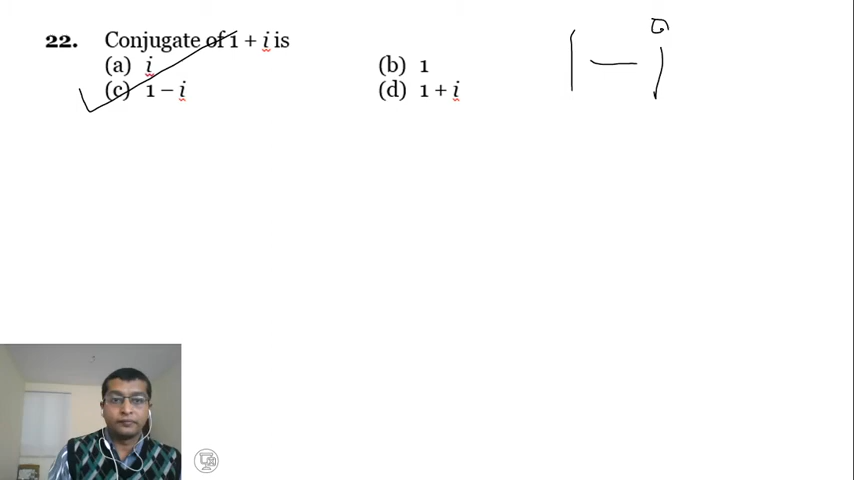 22. Conjugate of 1 + i is
(a) i (b) 1
(c) 1 − i (d) 1 + i
1 − i